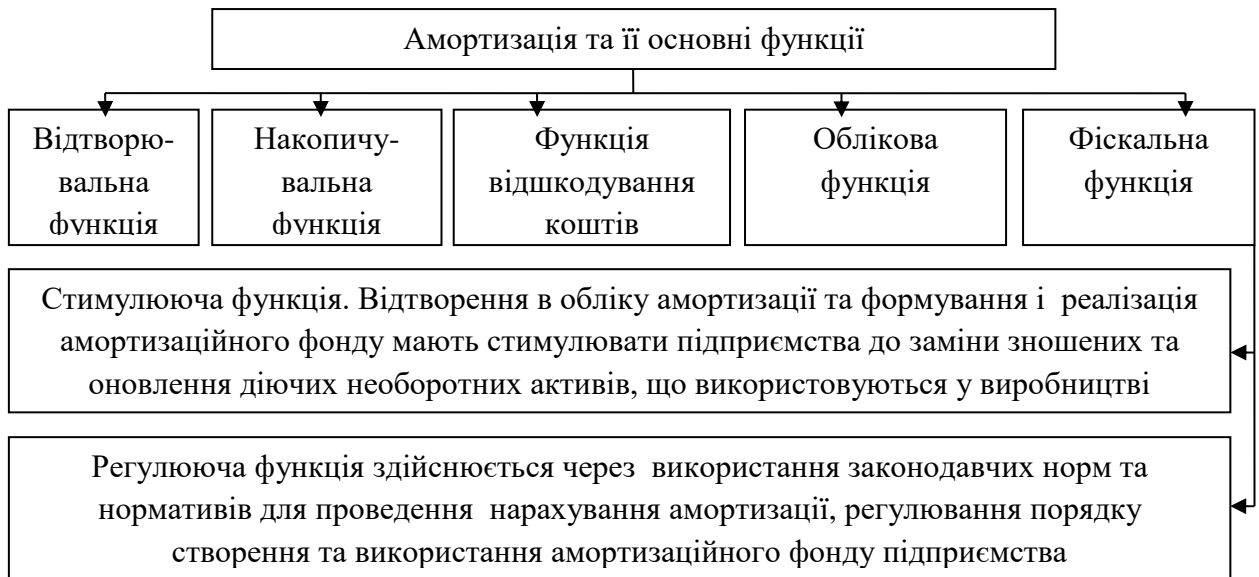 Амортизація та її основні функції
Відтворю-
вальна
функція
Накопичу-
вальна
функція
Функція
відшкодування
коштів
Облікова
функція
Фіскальна
функція
Стимулююча функція. Відтворення в обліку амортизації та формування і реалізація
амортизаційного фонду мають стимулювати підприємства до заміни зношених та
оновлення діючих необоротних активів, що використовуються у виробництві
Регулююча функція здійснюється через використання законодавчих норм та
нормативів для проведення нарахування амортизації, регулювання порядку
створення та використання амортизаційного фонду підприємства